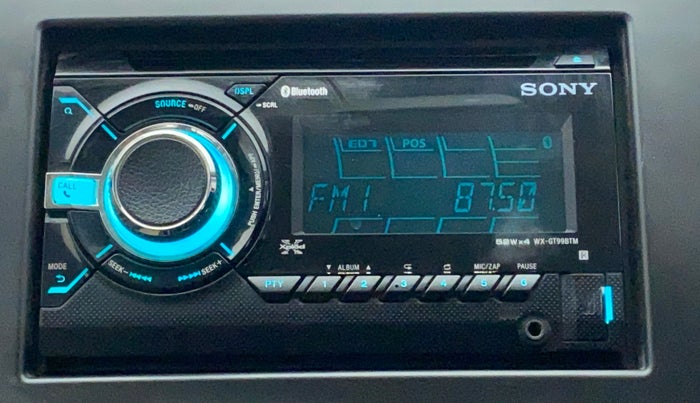 DSPL
Bluetooth
SONY
SOURCE
OFF
SCRL
EQ7 POS
CALL
PUSH ENTER/MENU
FM1 87.50
Xplod
52W×4 WX-GT99BTM
MODE
SEEK–
SEEK+
ALBUM
MIC/ZAP
PAUSE
PTY 1 2 3 4 5 6